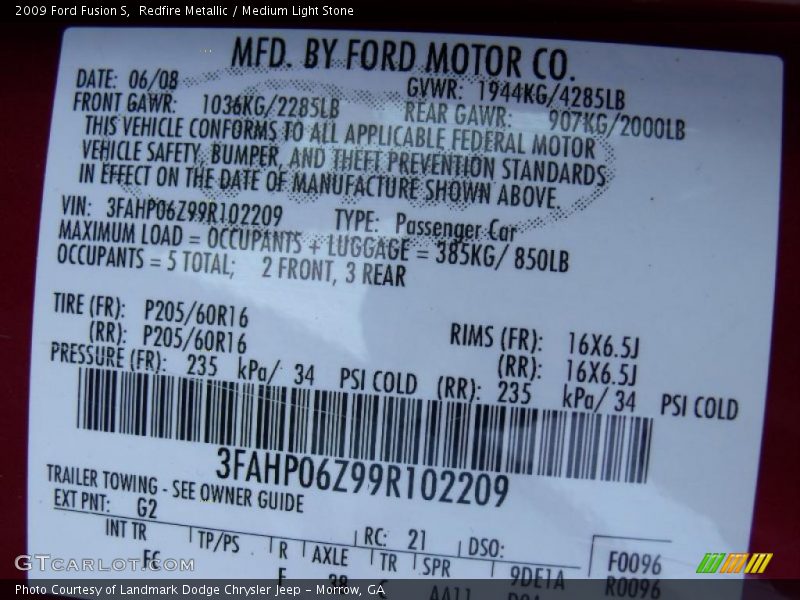 2009 Ford Fusion S,  Redfire Metallic / Medium Light Stone
MFD. BY FORD MOTOR CO.
DATE: 06/08 GVWR: 1944KG/4285LB
FRONT GAWR: 1036KG/2285LB REAR GAWR: 907KG/2000LB
THIS VEHICLE CONFORMS TO ALL APPLICABLE FEDERAL MOTOR
VEHICLE SAFETY, BUMPER, AND THEFT PREVENTION STANDARDS
IN EFFECT ON THE DATE OF MANUFACTURE SHOWN ABOVE.
VIN: 3FAHP06Z99R102209 TYPE: Passenger Car
MAXIMUM LOAD = OCCUPANTS + LUGGAGE = 385KG/ 850LB
OCCUPANTS = 5 TOTAL; 2 FRONT, 3 REAR
TIRE (FR): P205/60R16 RIMS (FR): 16X6.5J
(RR): P205/60R16 (RR): 16X6.5J
PRESSURE (FR): 235 kPa/ 34 PSI COLD (RR): 235 kPa/ 34 PSI COLD
3FAHP06Z99R102209
TRAILER TOWING - SEE OWNER GUIDE
EXT PNT: G2 RC: 21 DSO: F0096
INT TR TP/PS R AXLE TR SPR 9DE1A R0096
GTcarlot.com
Photo Courtesy of Landmark Dodge Chrysler Jeep - Morrow, GA